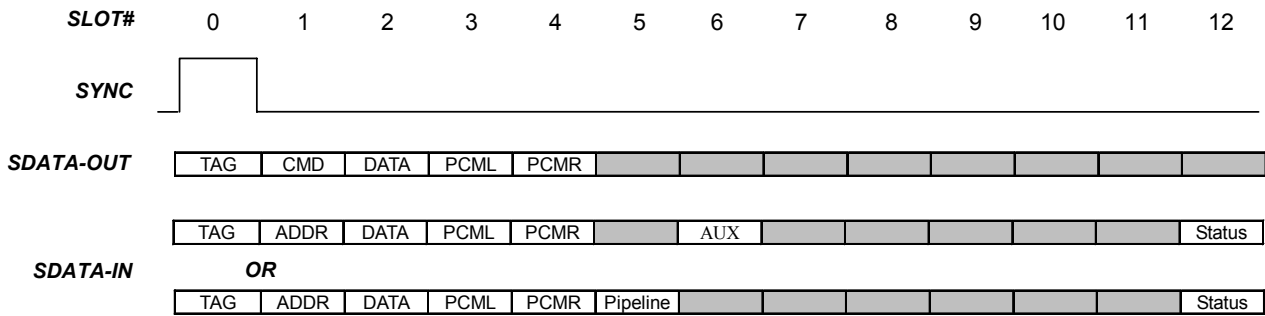 SLOT# 0 1 2 3 4 5 6 7 8 9 10 11 12
SYNC
SDATA-OUT TAG CMD DATA PCML PCMR
TAG ADDR DATA PCML PCMR AUX Status
SDATA-IN OR
TAG ADDR DATA PCML PCMR Pipeline Status